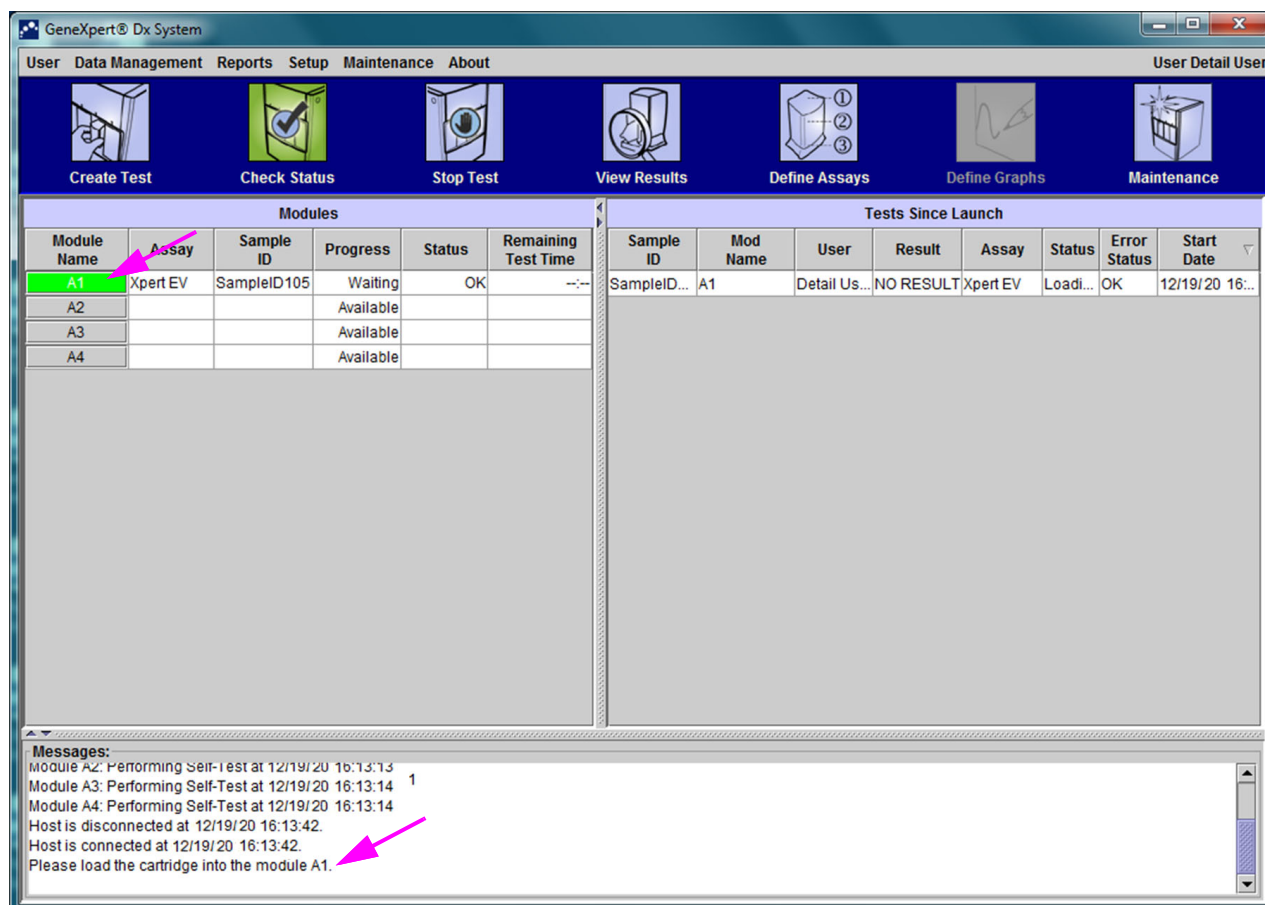 GeneXpert® Dx System
User Data Management Reports Setup Maintenance About User Detail User
1
2
3
Create Test Check Status Stop Test View Results Define Assays Define Graphs Maintenance
Modules Tests Since Launch
Module Name Assay Sample ID Progress Status Remaining Test Time Sample ID Mod Name User Result Assay Status Error Status Start Date
A1 Xpert EV SampleID105 Waiting OK --:-- SampleID... A1 Detail Us... NO RESULT Xpert EV Loadi... OK 12/19/20 16:..
A2 Available
A3 Available
A4 Available
Messages:
Module A2: Performing Self-Test at 12/19/20 16:13:13
Module A3: Performing Self-Test at 12/19/20 16:13:14 1
Module A4: Performing Self-Test at 12/19/20 16:13:14
Host is disconnected at 12/19/20 16:13:42.
Host is connected at 12/19/20 16:13:42.
Please load the cartridge into the module A1.